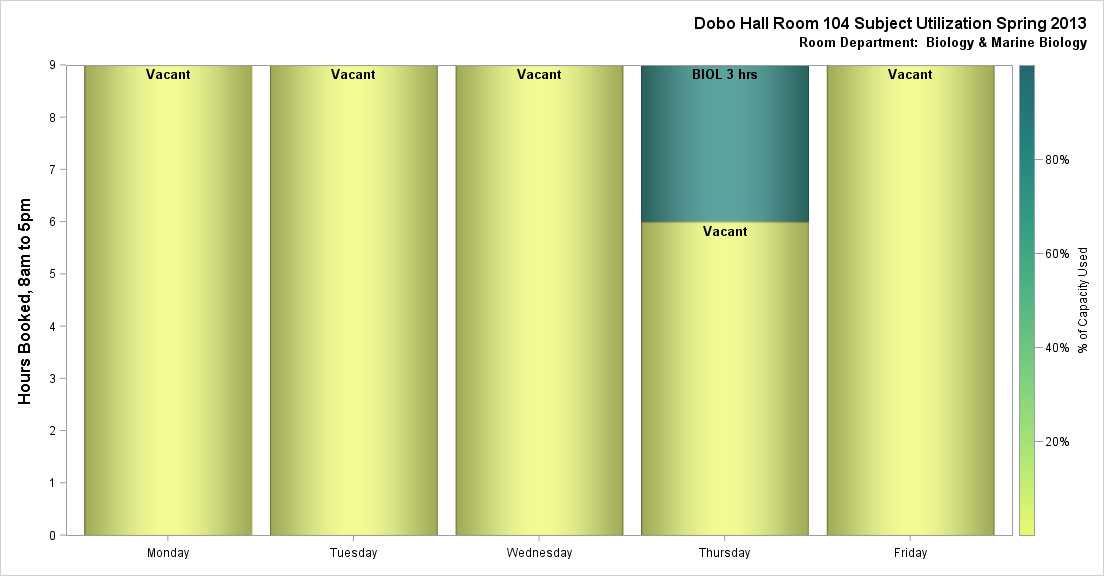 Dobo Hall Room 104 Subject Utilization Spring 2013
Room Department:  Biology & Marine Biology
Hours Booked, 8am to 5pm
9
8
7
6
5
4
3
2
1
0
Vacant
Vacant
Vacant
BIOL 3 hrs
Vacant
Vacant
Monday
Tuesday
Wednesday
Thursday
Friday
80%
60%
40%
20%
% of Capacity Used